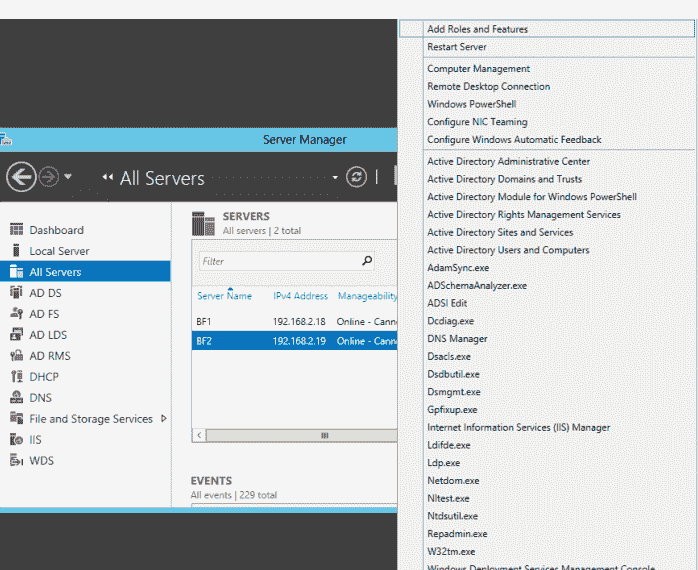 Server Manager
All Servers
Dashboard
Local Server
All Servers
AD DS
AD FS
AD LDS
AD RMS
DHCP
DNS
File and Storage Services
IIS
WDS
SERVERS
All servers | 2 total
Filter
Server Name IPv4 Address Manageability
BF1 192.168.2.18 Online - Cann
BF2 192.168.2.19 Online - Cann
EVENTS
All events | 229 total
Add Roles and Features
Restart Server
Computer Management
Remote Desktop Connection
Windows PowerShell
Configure NIC Teaming
Configure Windows Automatic Feedback
Active Directory Administrative Center
Active Directory Domains and Trusts
Active Directory Module for Windows PowerShell
Active Directory Rights Management Services
Active Directory Sites and Services
Active Directory Users and Computers
AdamSync.exe
ADSchemaAnalyzer.exe
ADSI Edit
Dcdiag.exe
DNS Manager
Dsacls.exe
Dsdbutil.exe
Dsmgmt.exe
Gpfixup.exe
Internet Information Services (IIS) Manager
Ldifde.exe
Ldp.exe
Netdom.exe
Nltest.exe
Ntdsutil.exe
Repadmin.exe
W32tm.exe
Windows Deployment Services Management Console